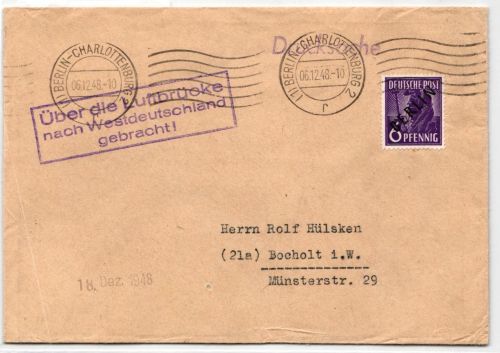 Drucksache
(1) BERLIN-CHARLOTTENBURG 2
06.12.48.-10
r
(1) BERLIN-CHARLOTTENBURG 2
06.12.48.-10
r
Über die Luftbrücke
nach Westdeutschland
gebracht!
DEUTSCHE POST
BERLIN
6 PFENNIG
Herrn Rolf Hülsken
(21a) Bocholt i.W.
Münsterstr. 29
18. Dez. 1948